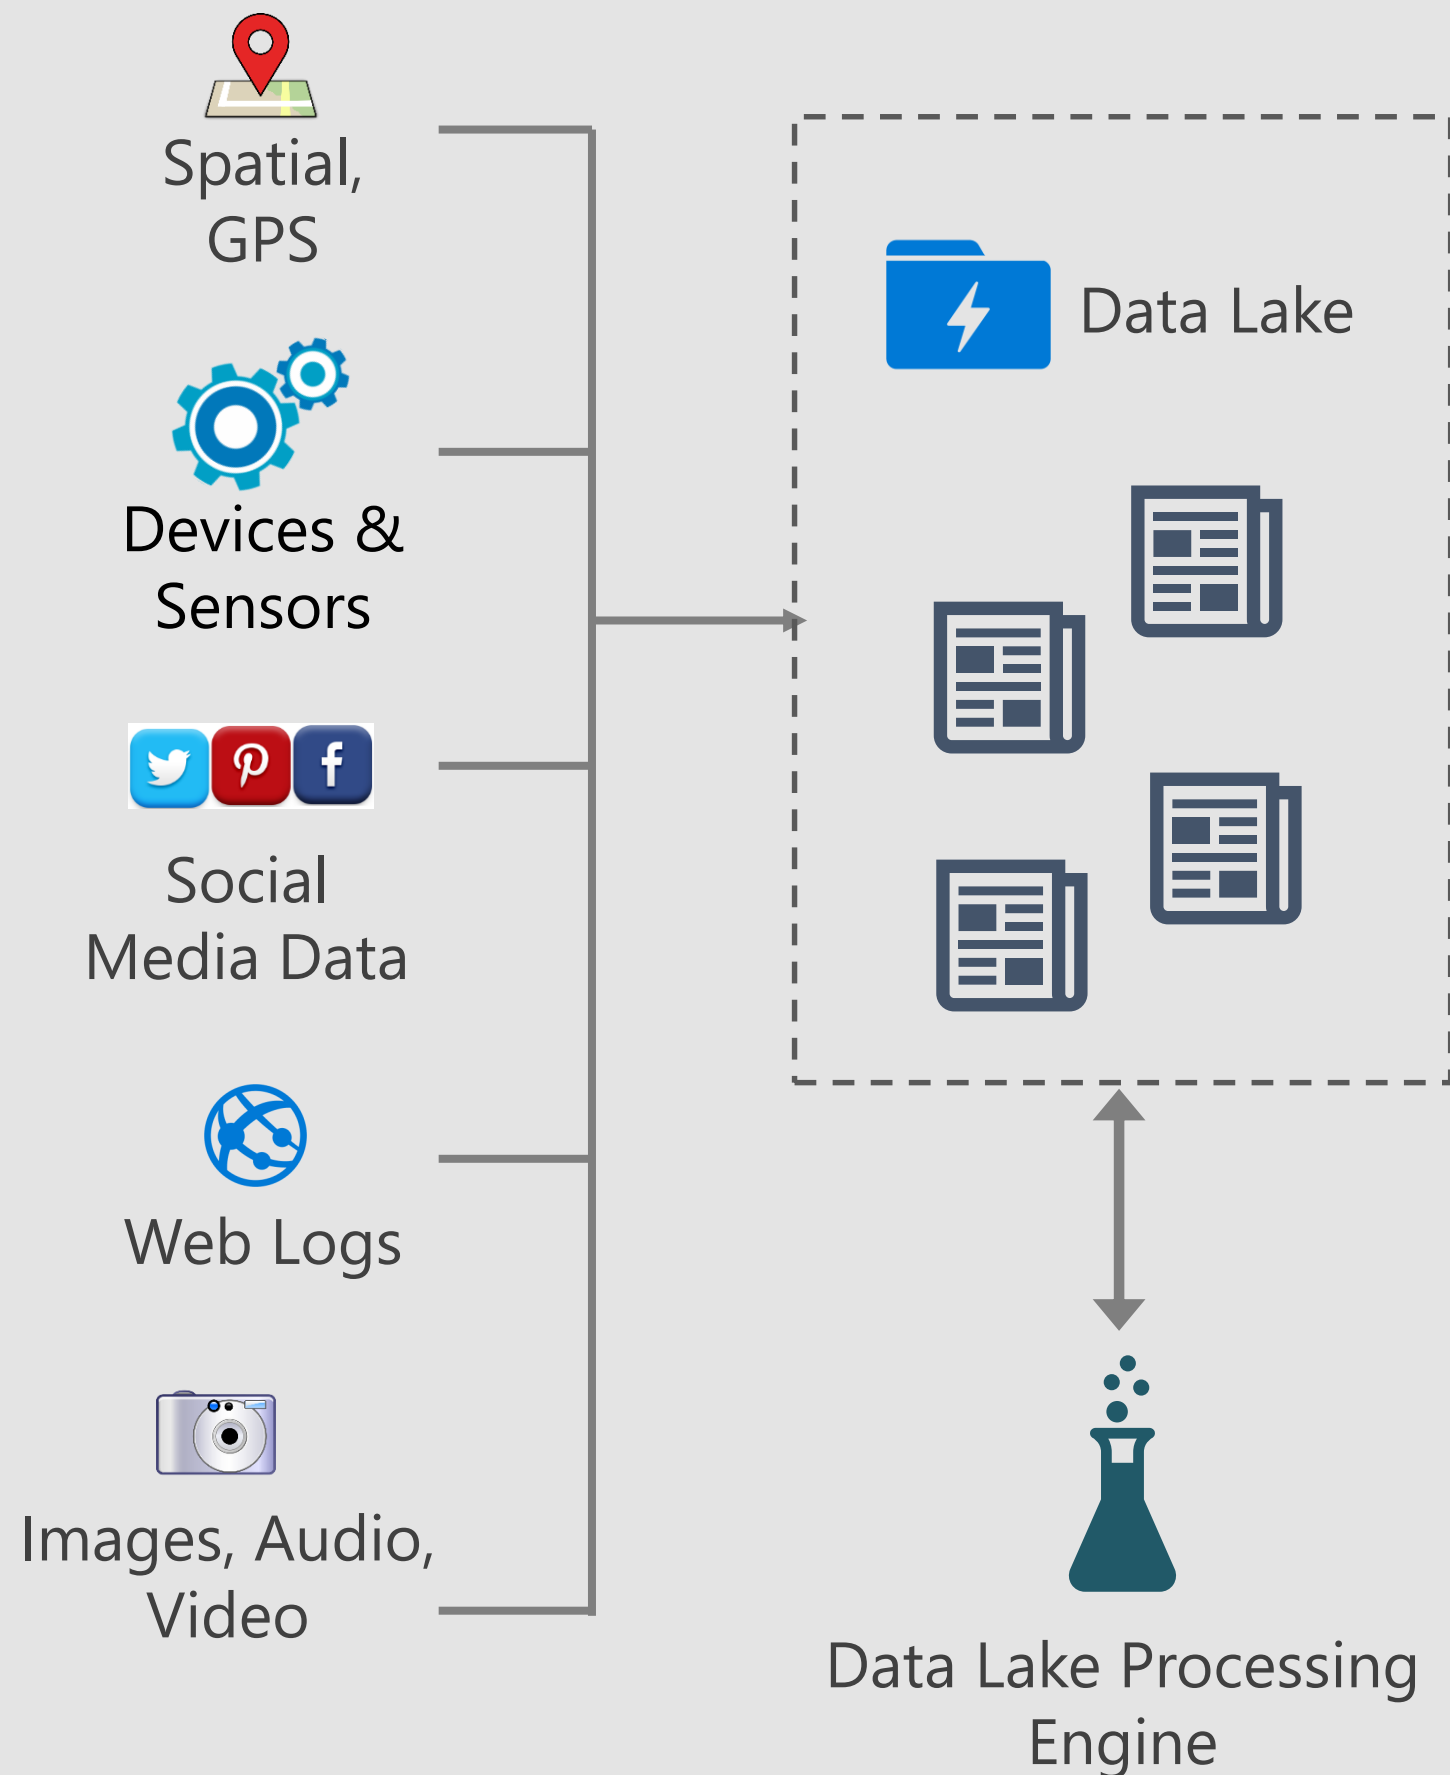 Spatial,
GPS
Devices &
Sensors
Social
Media Data
Web Logs
Images, Audio,
Video
Data Lake
Data Lake Processing
Engine